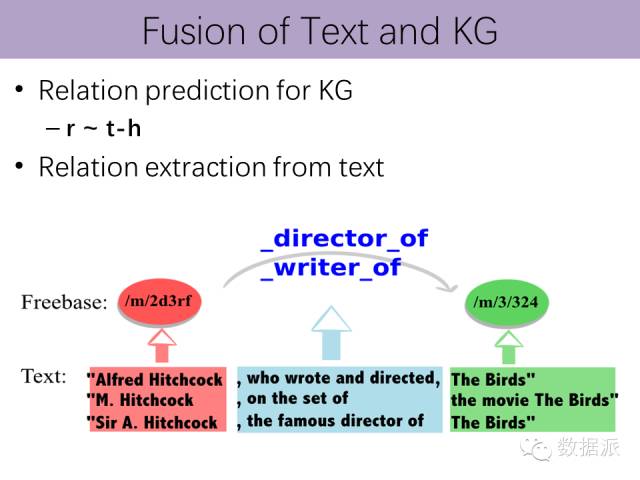 Fusion of Text and KG
• Relation prediction for KG
– r ~ t-h
• Relation extraction from text
_director_of
_writer_of
Freebase: /m/2d3rf /m/3/324
Text: "Alfred Hitchcock , who wrote and directed, The Birds"
"M. Hitchcock , on the set of the movie The Birds"
"Sir A. Hitchcock , the famous director of The Birds"
数据派